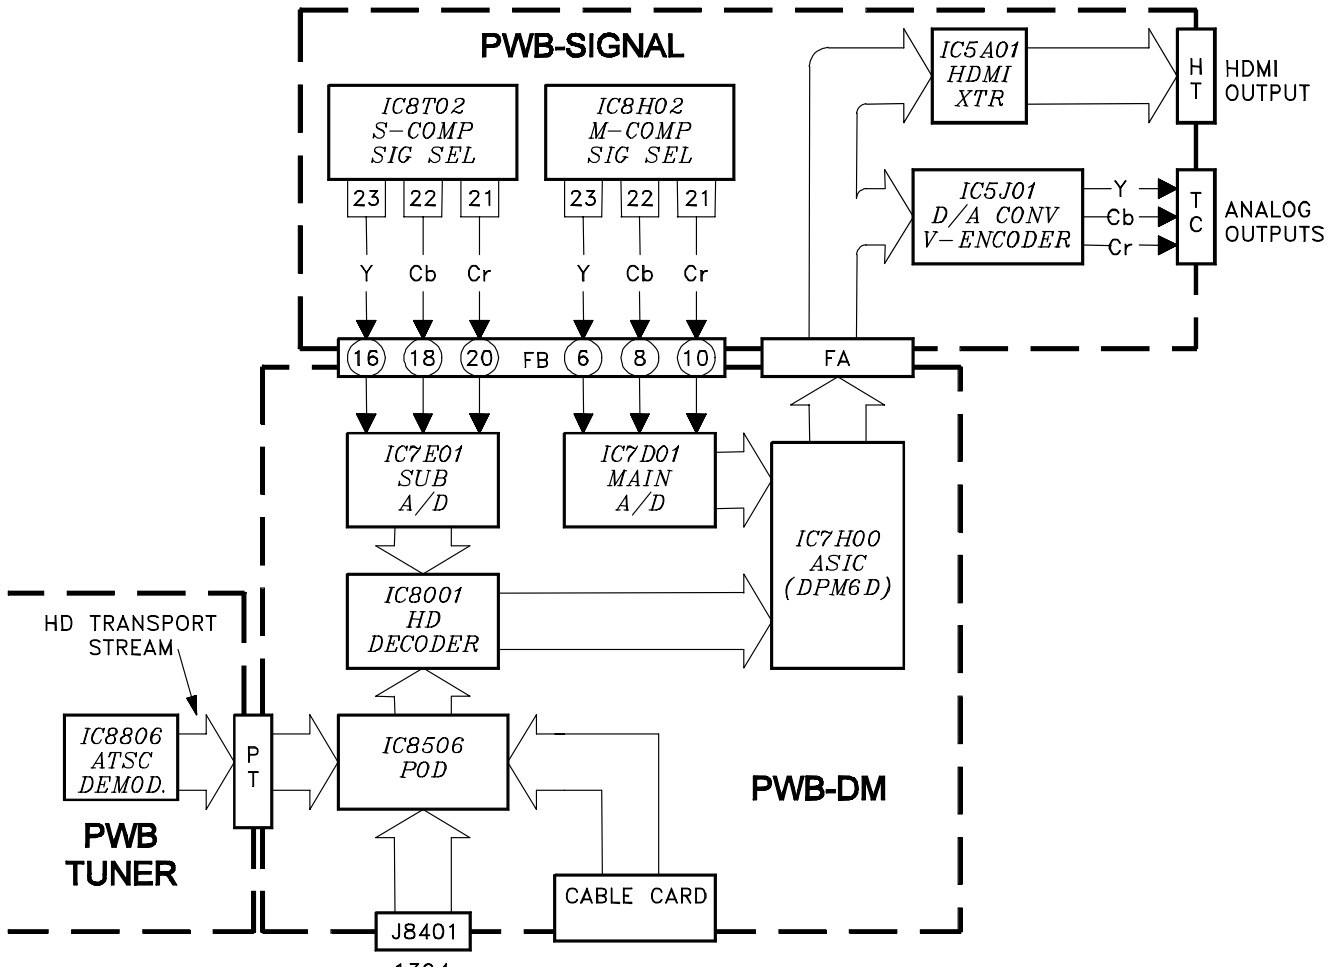 PWB-SIGNAL
IC8T02
S-COMP
SIG SEL
23 22 21
Y Cb Cr
IC8H02
M-COMP
SIG SEL
23 22 21
Y Cb Cr
IC5A01
HDMI
XTR
HT
HDMI
OUTPUT
IC5J01
D/A CONV
V-ENCODER
Y
Cb
Cr
TC
ANALOG
OUTPUTS
16 18 20 FB 6 8 10
FA
IC7E01
SUB
A/D
IC7D01
MAIN
A/D
IC7H00
ASIC
(DPM6D)
IC8001
HD
DECODER
HD TRANSPORT
STREAM
IC8806
ATSC
DEMOD.
PT
IC8506
POD
PWB-DM
PWB
TUNER
CABLE CARD
J8401